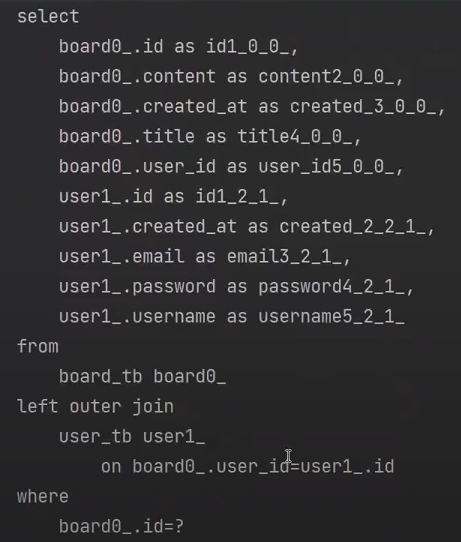 select
board0_.id as id1_0_0_,
board0_.content as content2_0_0_,
board0_.created_at as created_3_0_0_,
board0_.title as title4_0_0_,
board0_.user_id as user_id5_0_0_,
user1_.id as id1_2_1_,
user1_.created_at as created_2_2_1_,
user1_.email as email3_2_1_,
user1_.password as password4_2_1_,
user1_.username as username5_2_1_
from
board_tb board0_
left outer join
user_tb user1_
on board0_.user_id=user1_.id
where
board0_.id=?